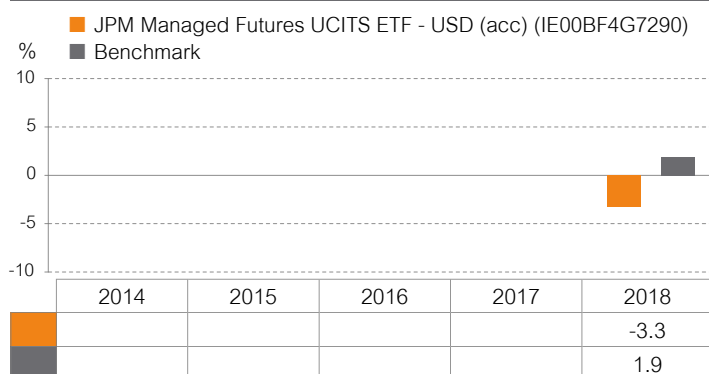 JPM Managed Futures UCITS ETF - USD (acc) (IE00BF4G7290)
% Benchmark
10
5
0
-5
-10
2014 2015 2016 2017 2018
-3.3
1.9